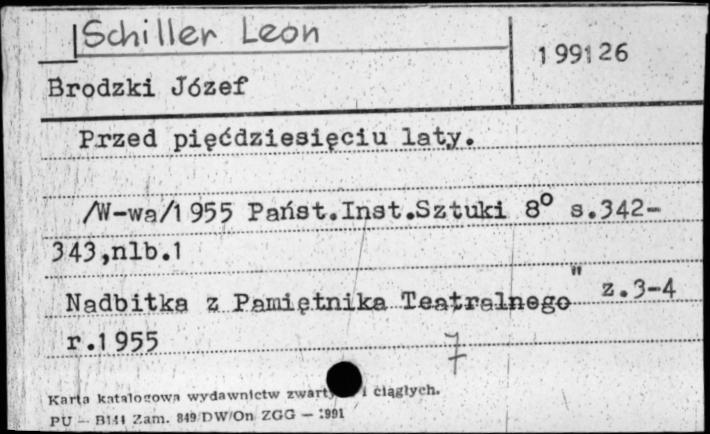 Schiller Leon
199126
Brodzki Józef
Przed pięćdziesięciu laty.
/W-wa/1955 Państ.Inst.Sztuki 8° s.342-
343,nlb.1
Nadbitka z Pamiętnika Teatralnego" z.3-4
r.1955
7
Karta katalogowa wydawnictw i ciągłych.
PU — B141 Zam. 849/DW/On ZGG — 1991